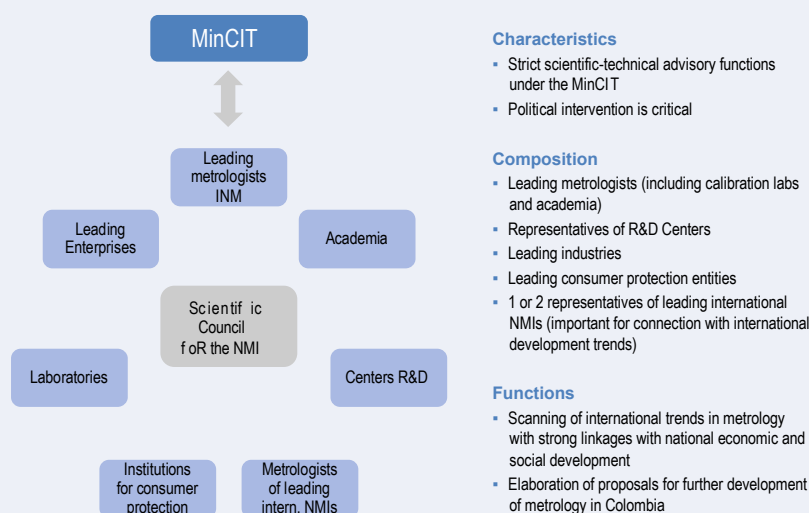 MinCIT
Leading
metrologists
INM
Leading
Enterprises
Academia
Scientif ic
Council
f oR the NMI
Laboratories
Centers R&D
Institutions
for consumer
protection
Metrologists
of leading
intern. NMIs
Characteristics
▪ Strict scientific-technical advisory functions
under the MinCIT
▪ Political intervention is critical
Composition
▪ Leading metrologists (including calibration labs
and academia)
▪ Representatives of R&D Centers
▪ Leading industries
▪ Leading consumer protection entities
▪ 1 or 2 representatives of leading international
NMIs (important for connection with international
development trends)
Functions
▪ Scanning of international trends in metrology
with strong linkages with national economic and
social development
▪ Elaboration of proposals for further development
of metrology in Colombia